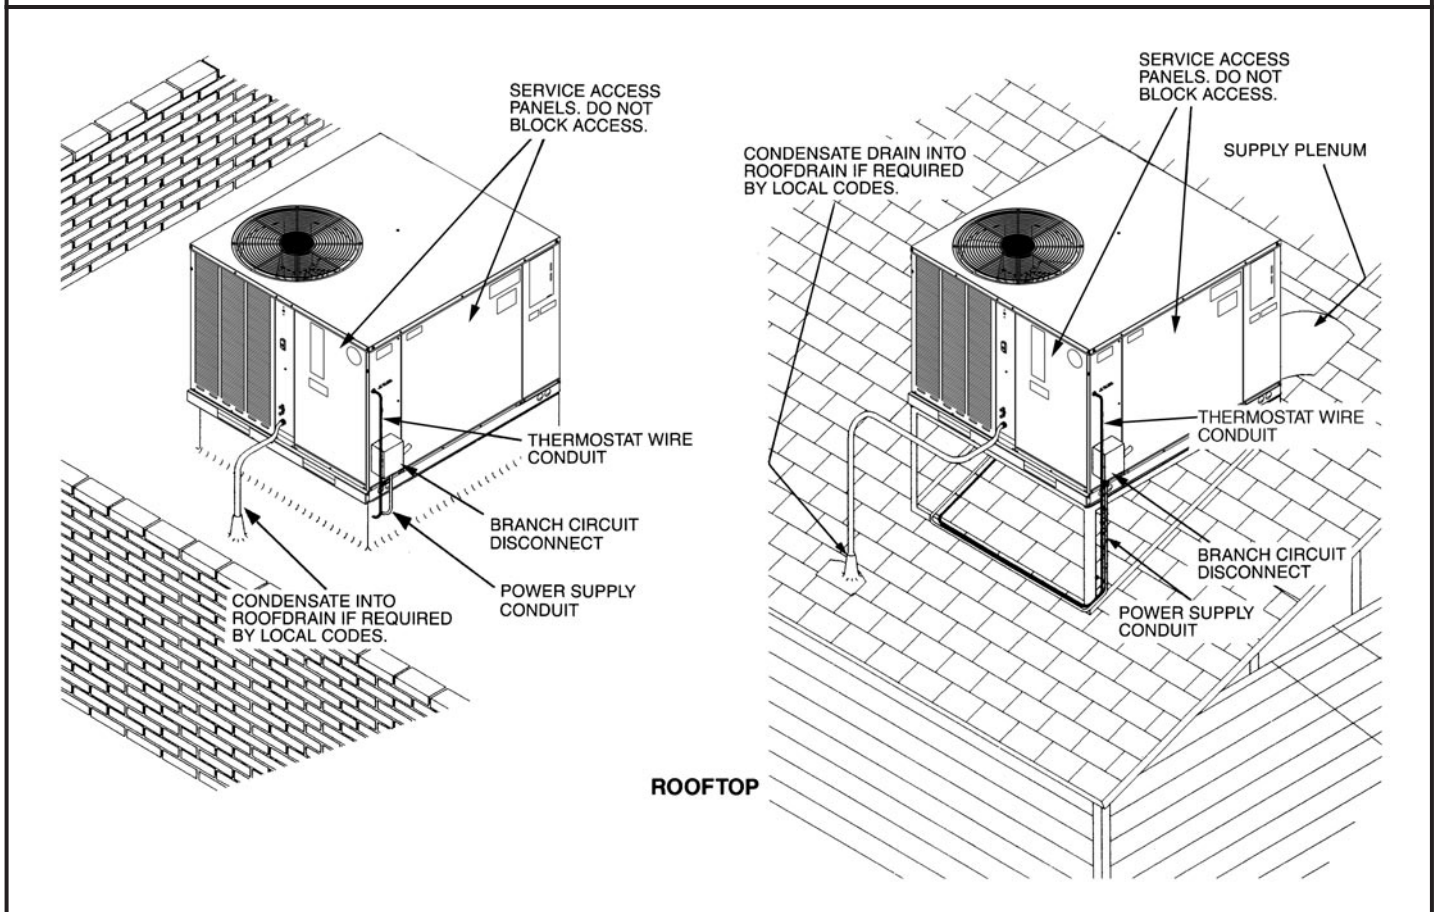 SERVICE ACCESS
PANELS. DO NOT
BLOCK ACCESS.
THERMOSTAT WIRE
CONDUIT
BRANCH CIRCUIT
DISCONNECT
POWER SUPPLY
CONDUIT
CONDENSATE INTO
ROOFDRAIN IF REQUIRED
BY LOCAL CODES.
SERVICE ACCESS
PANELS. DO NOT
BLOCK ACCESS.
SUPPLY PLENUM
CONDENSATE DRAIN INTO
ROOFDRAIN IF REQUIRED
BY LOCAL CODES.
THERMOSTAT WIRE
CONDUIT
BRANCH CIRCUIT
DISCONNECT
POWER SUPPLY
CONDUIT
ROOFTOP